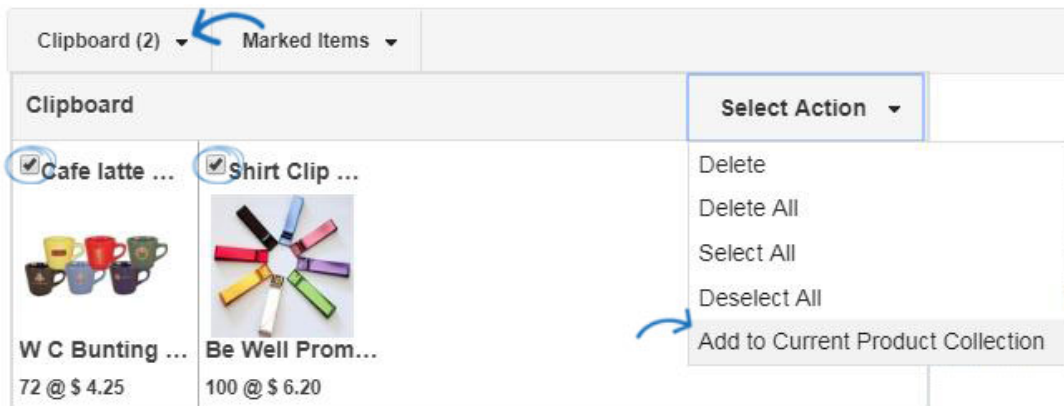 Clipboard (2)
Marked Items
Clipboard
Select Action
Cafe latte ...
Shirt Clip ...
W C Bunting ...
Be Well Prom...
72 @ $ 4.25
100 @ $ 6.20
Delete
Delete All
Select All
Deselect All
Add to Current Product Collection